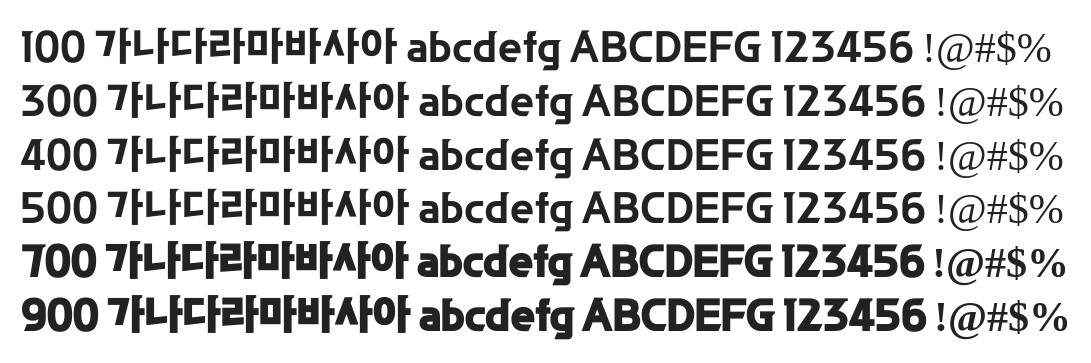 100 가나다라마바사아 abcdefg ABCDEFG 123456 !@#$%
300 가나다라마바사아 abcdefg ABCDEFG 123456 !@#$%
400 가나다라마바사아 abcdefg ABCDEFG 123456 !@#$%
500 가나다라마바사아 abcdefg ABCDEFG 123456 !@#$%
700 가나다라마바사아 abcdefg ABCDEFG 123456 !@#$%
900 가나다라마바사아 abcdefg ABCDEFG 123456 !@#$%